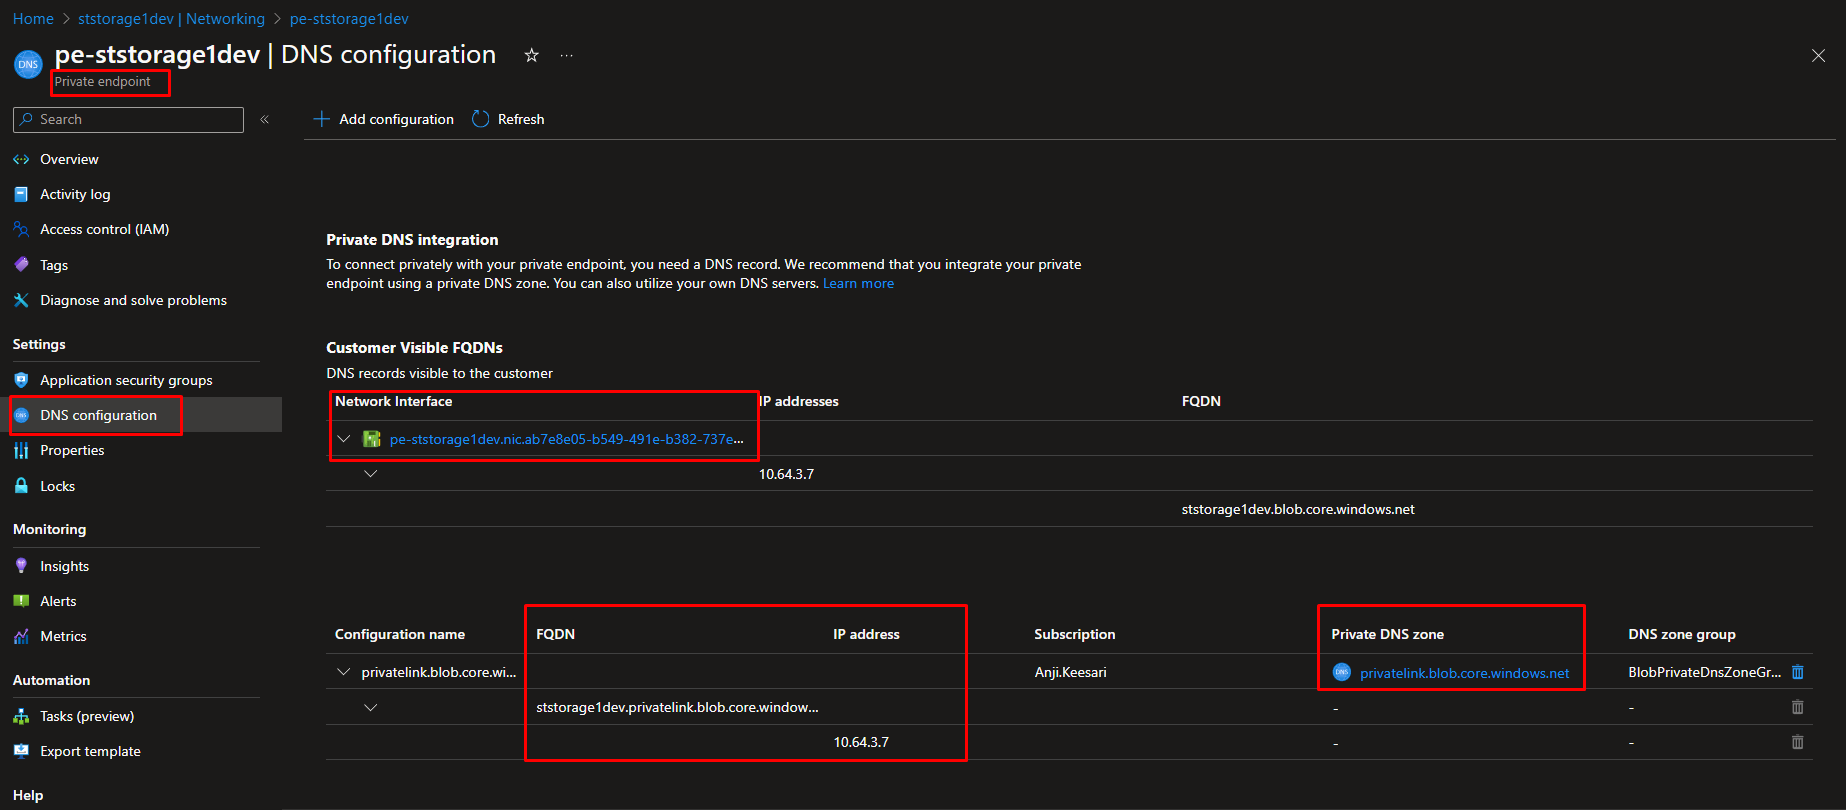 Home > ststorage1dev | Networking > pe-ststorage1dev
DNS
pe-ststorage1dev | DNS configuration
Private endpoint
Search
Add configuration
Refresh
Overview
Activity log
Access control (IAM)
Tags
Diagnose and solve problems
Settings
Application security groups
DNS configuration
Properties
Locks
Monitoring
Insights
Alerts
Metrics
Automation
Tasks (preview)
Export template
Help
Private DNS integration
To connect privately with your private endpoint, you need a DNS record. We recommend that you integrate your private
endpoint using a private DNS zone. You can also utilize your own DNS servers. Learn more
Customer Visible FQDNs
DNS records visible to the customer
Network Interface IP addresses FQDN
pe-ststorage1dev.nic.ab7e8e05-b549-491e-b382-737e...
10.64.3.7
ststorage1dev.blob.core.windows.net
Configuration name FQDN IP address Subscription Private DNS zone DNS zone group
privatelink.blob.core.wi... Anji.Keesari privatelink.blob.core.windows.net BlobPrivateDnsZoneGr...
ststorage1dev.privatelink.blob.core.window... - -
10.64.3.7 - -